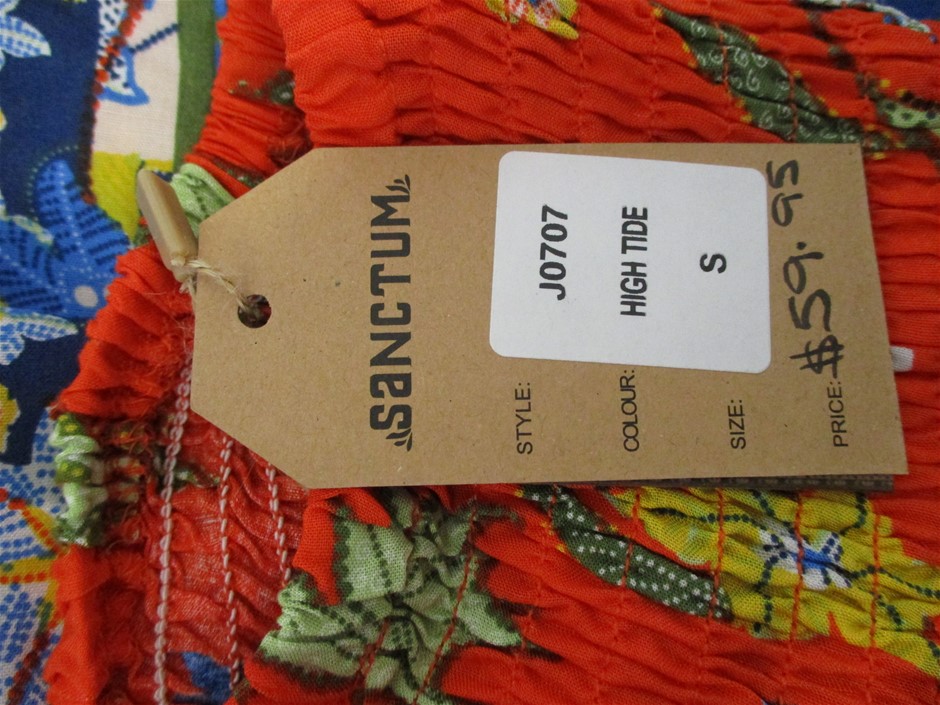 SANCTUM
STYLE: J0707
COLOUR: HIGH TIDE
SIZE: S
PRICE: $59.95